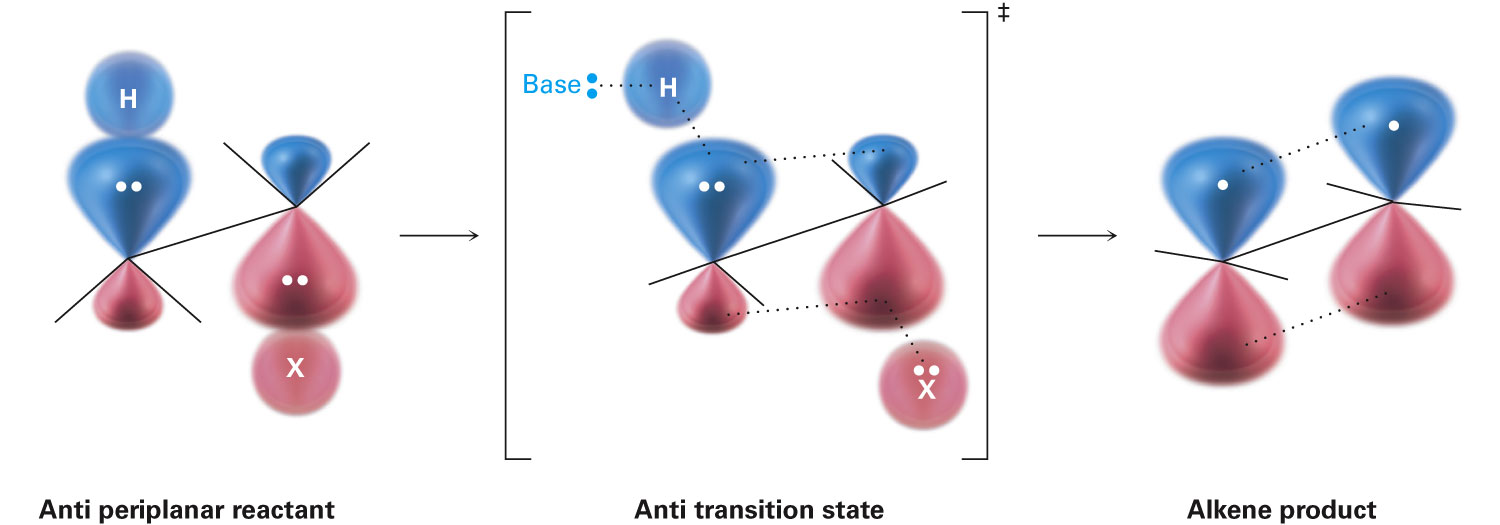 H
X
Base:
H
X
‡
Anti periplanar reactant
Anti transition state
Alkene product